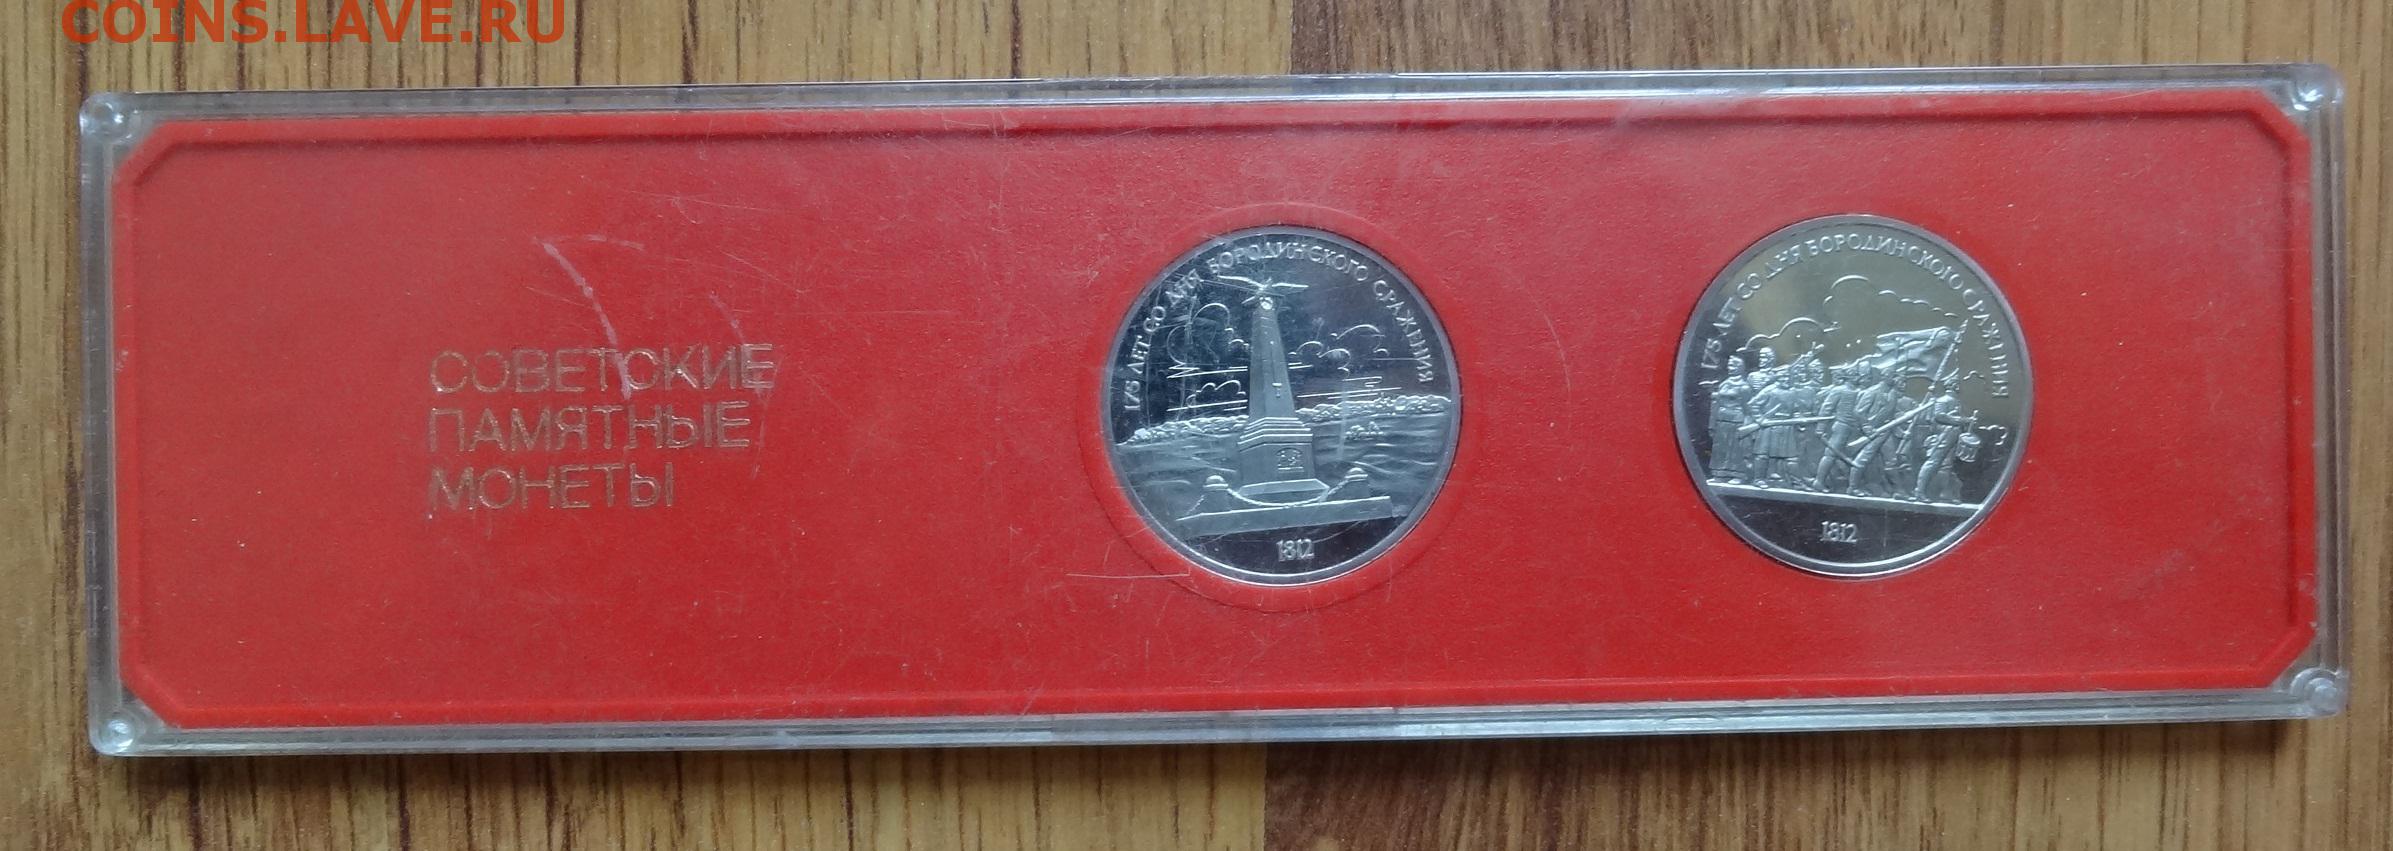 COINS.LAVE.RU
СОВЕТСКИЕ
ПАМЯТНЫЕ
МОНЕТЫ
175 ЛЕТ СО ДНЯ БОРОДИНСКОГО СРАЖЕНИЯ
1812
175 ЛЕТ СО ДНЯ БОРОДИНСКОГО СРАЖЕНИЯ
1812